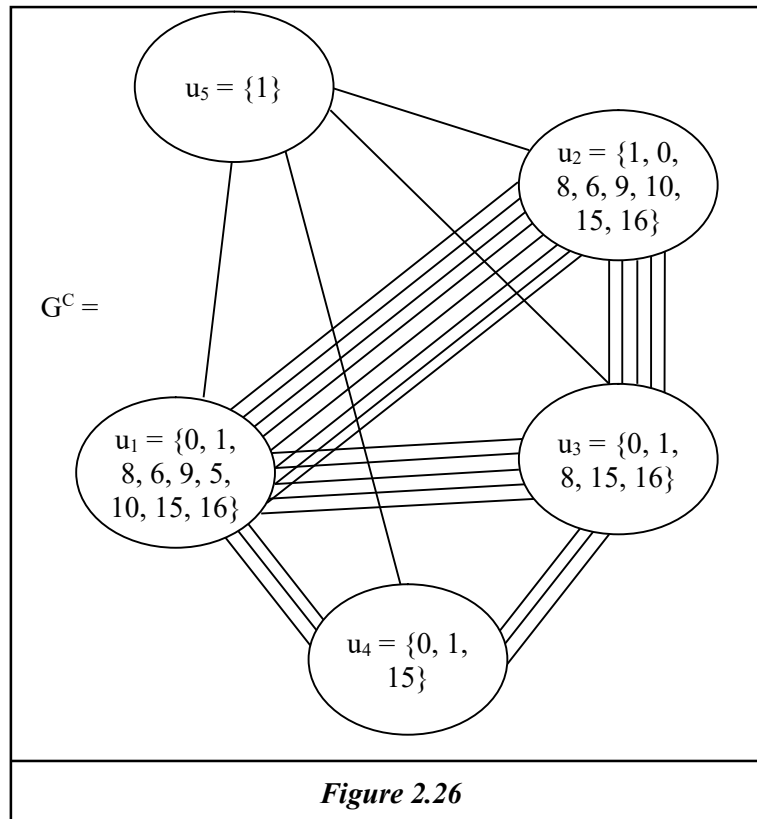 u₅ = {1}
u₂ = {1, 0,
8, 6, 9, 10,
15, 16}
Gᶜ =
u₁ = {0, 1,
8, 6, 9, 5,
10, 15, 16}
u₃ = {0, 1,
8, 15, 16}
u₄ = {0, 1,
15}
Figure 2.26